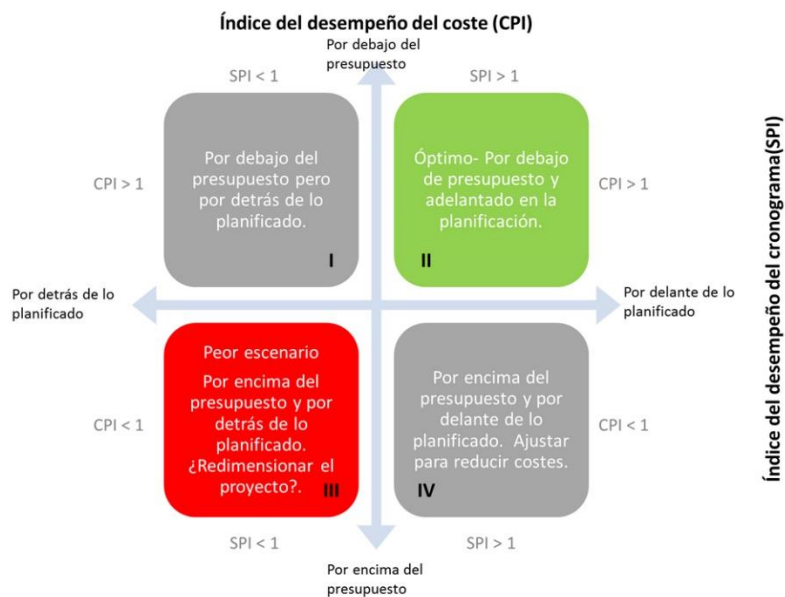 Índice del desempeño del coste (CPI)
Por debajo del
presupuesto
SPI < 1
SPI > 1
CPI > 1
Por debajo del
presupuesto pero
por detrás de lo
planificado.
I
Óptimo- Por debajo
de presupuesto y
adelantado en la
planificación.
II
CPI > 1
Por detrás de lo
planificado
Por delante de lo
planificado
CPI < 1
Peor escenario
Por encima del
presupuesto y por
detrás de lo
planificado.
¿Redimensionar el
proyecto?.
III
Por encima del
presupuesto y por
delante de lo
planificado. Ajustar
para reducir costes.
IV
CPI < 1
SPI < 1
SPI > 1
Por encima del
presupuesto
Índice del desempeño del cronograma(SPI)